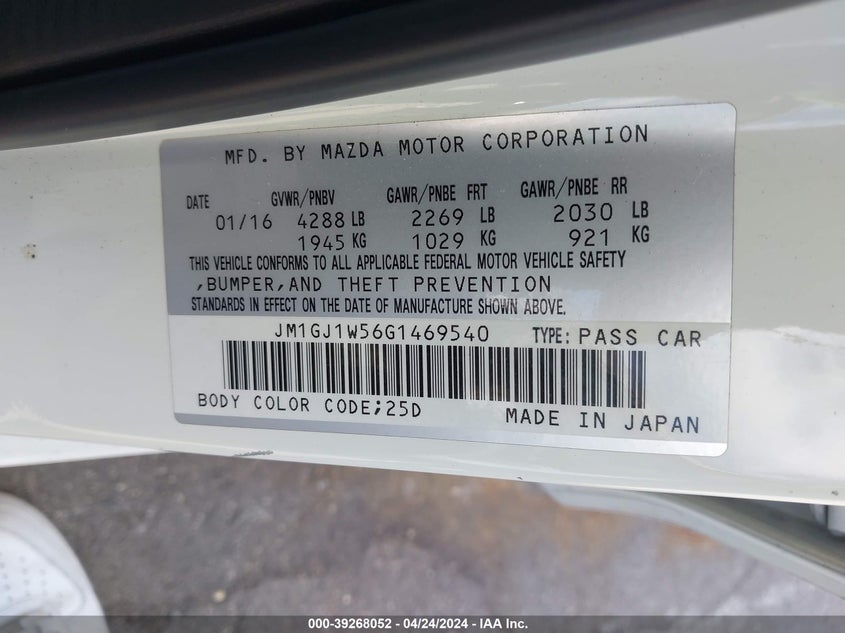 MFD. BY MAZDA MOTOR CORPORATION
DATE GVWR/PNBV GAWR/PNBE FRT GAWR/PNBE RR
01/16 4288 LB 2269 LB 2030 LB
1945 KG 1029 KG 921 KG
THIS VEHICLE CONFORMS TO ALL APPLICABLE FEDERAL MOTOR VEHICLE SAFETY
,BUMPER,AND THEFT PREVENTION
STANDARDS IN EFFECT ON THE DATE OF MANUFACTURE SHOWN ABOVE.
JM1GJ1W56G1469540 TYPE: PASS CAR
BODY COLOR CODE;25D MADE IN JAPAN
000-39268052 - 04/24/2024 - IAA Inc.